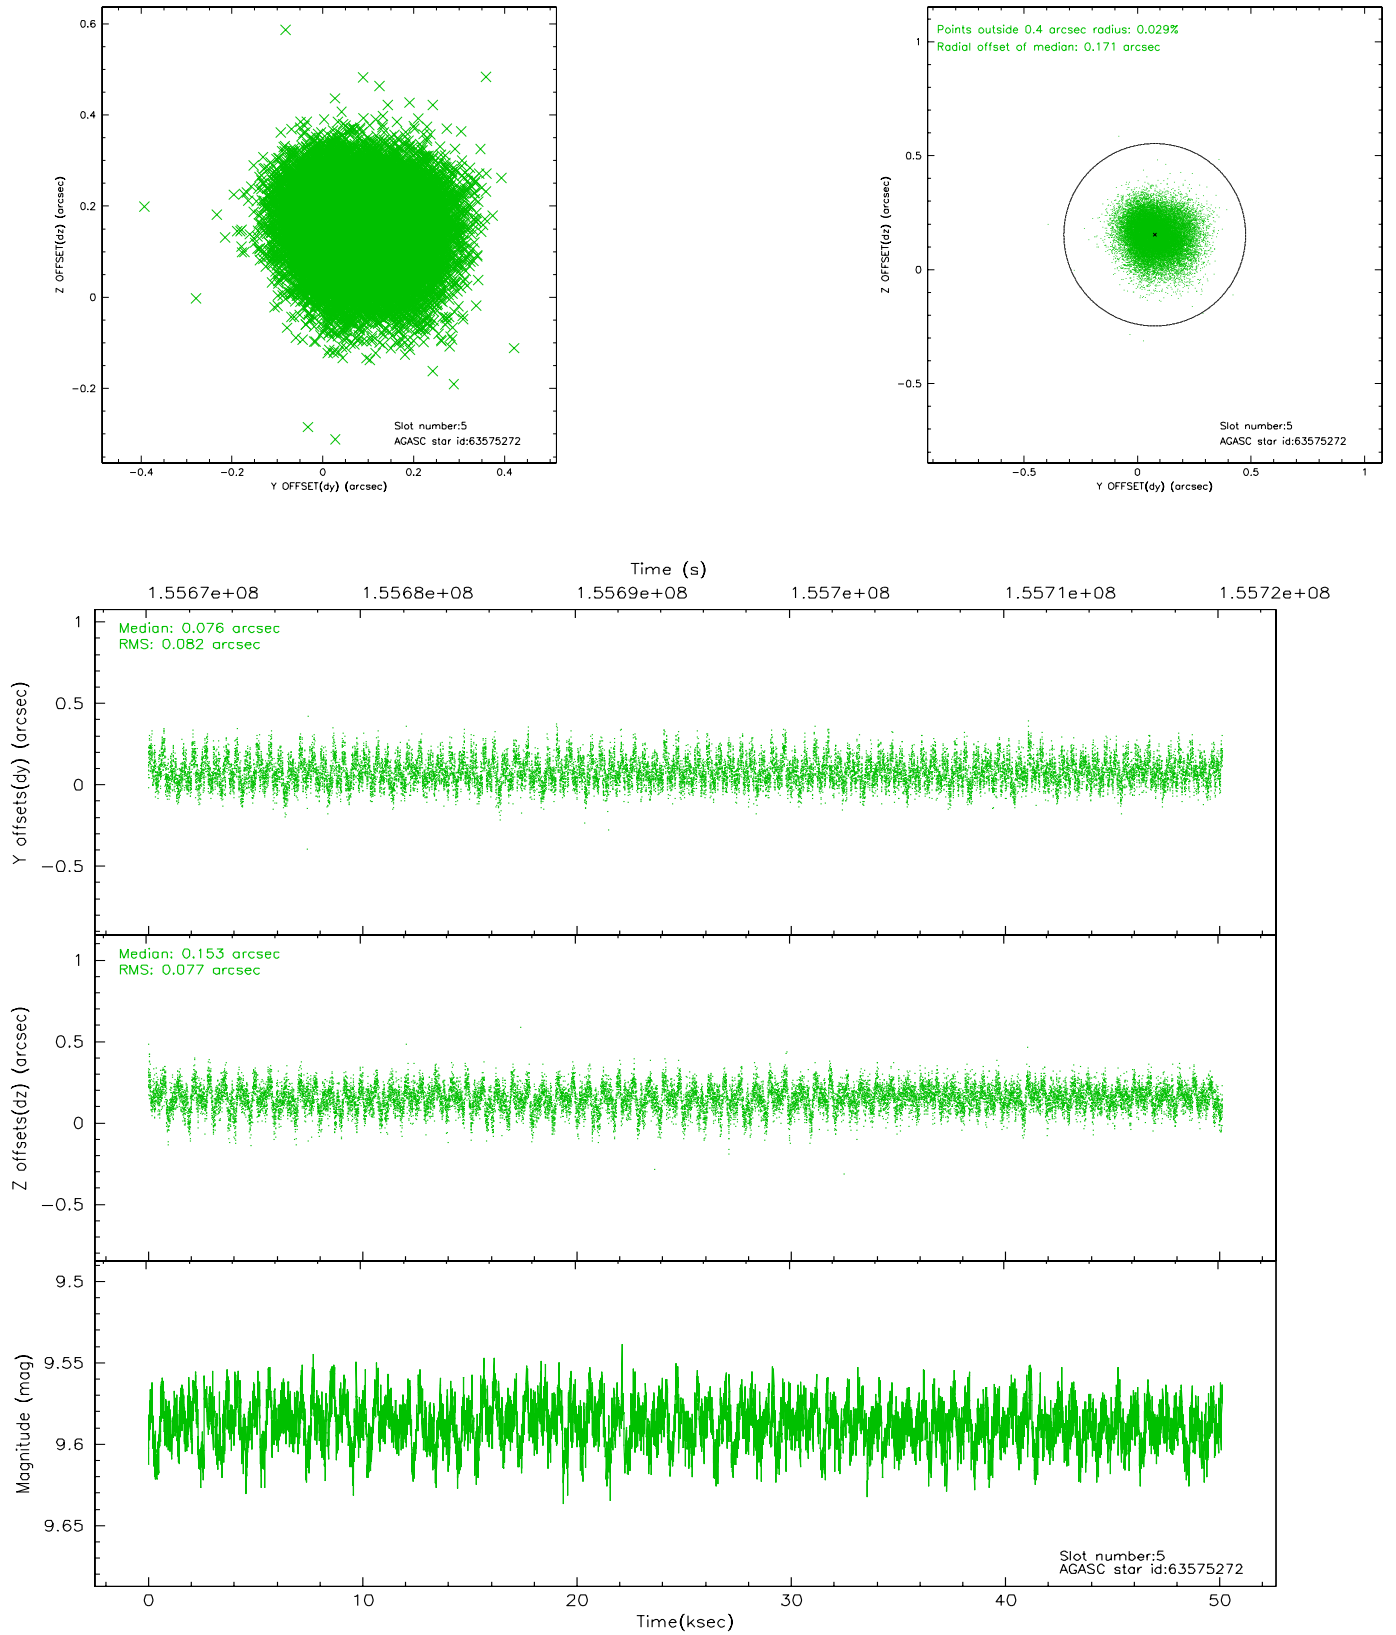 0.6
0.4
0.2
0
−0.2
−0.4
−0.2
0
0.2
0.4
Z OFFSET(dz) (arcsec)
Y OFFSET(dy) (arcsec)
Slot number:5
AGASC star id:63575272
Points outside 0.4 arcsec radius: 0.029%
Radial offset of median: 0.171 arcsec
1
0.5
0
−0.5
−0.5
0
0.5
1
Z OFFSET(dz) (arcsec)
Y OFFSET(dy) (arcsec)
Slot number:5
AGASC star id:63575272
Time (s)
1.5567e+08
1.5568e+08
1.5569e+08
1.557e+08
1.5571e+08
1.5572e+08
Median: 0.076 arcsec
RMS: 0.082 arcsec
1
0.5
0
−0.5
Y offsets(dy) (arcsec)
Median: 0.153 arcsec
RMS: 0.077 arcsec
1
0.5
0
−0.5
Z offsets(dz) (arcsec)
9.5
9.55
9.6
9.65
Magnitude (mag)
Slot number:5
AGASC star id:63575272
0
10
20
30
40
50
Time(ksec)